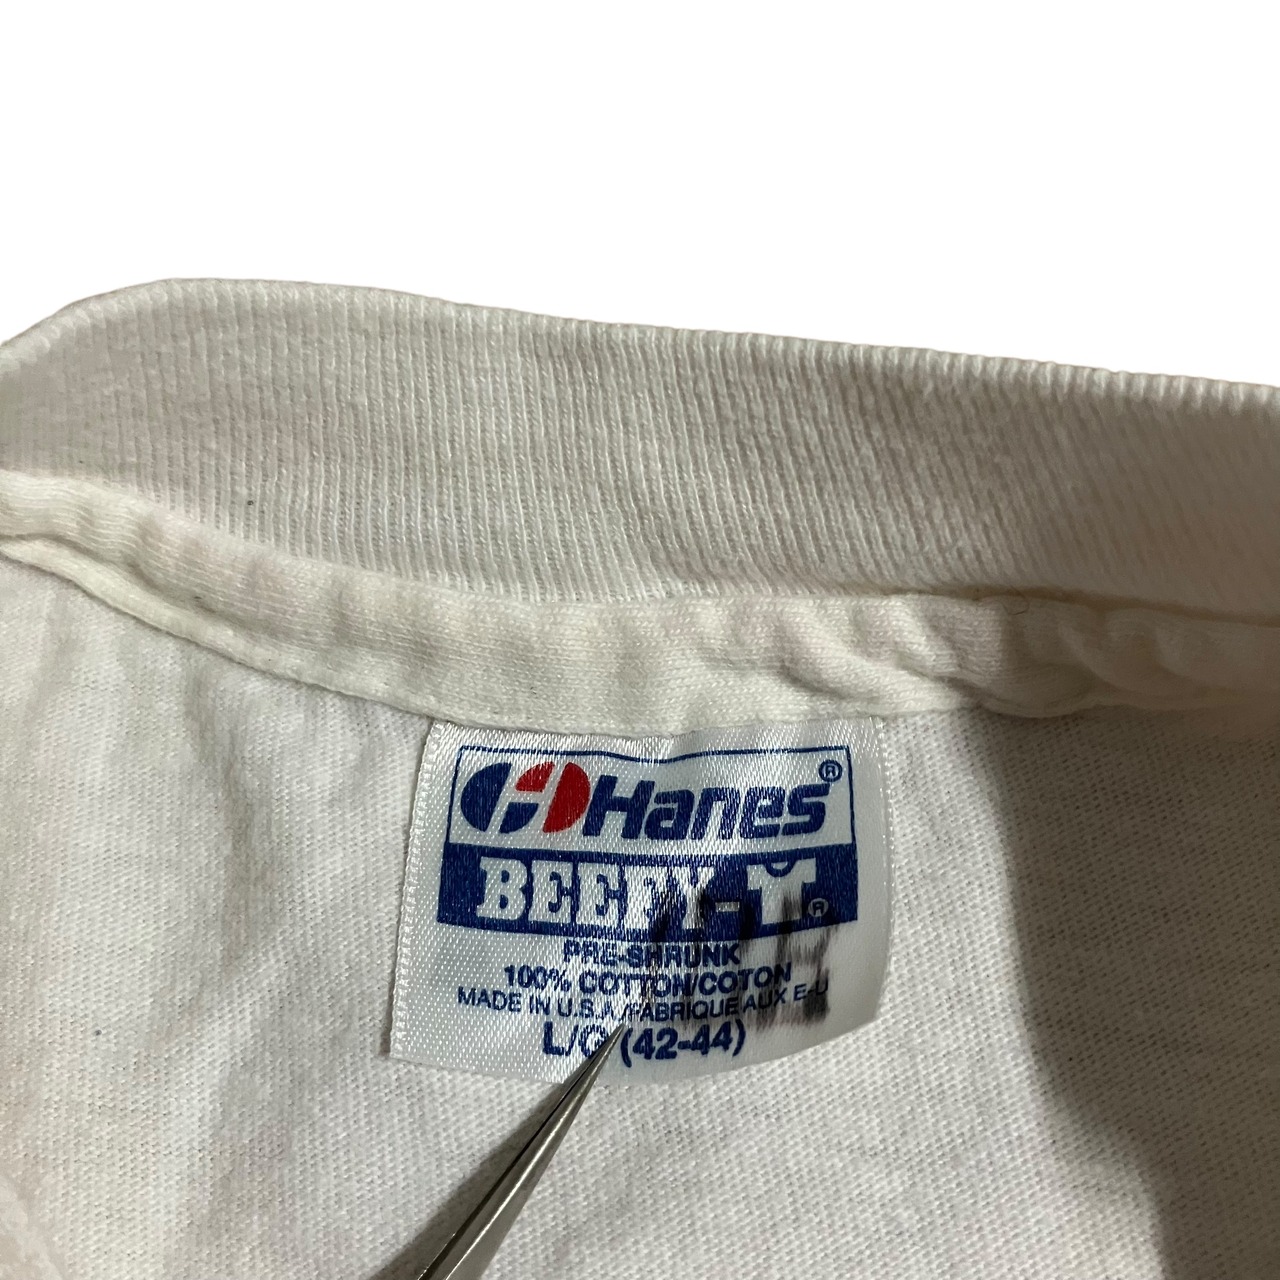 Hanes®
BEEFY-T®
PRE-SHRUNK
100% COTTON/COTON
MADE IN U.S.A./FABRIQUE AUX E-U
L/G (42-44)